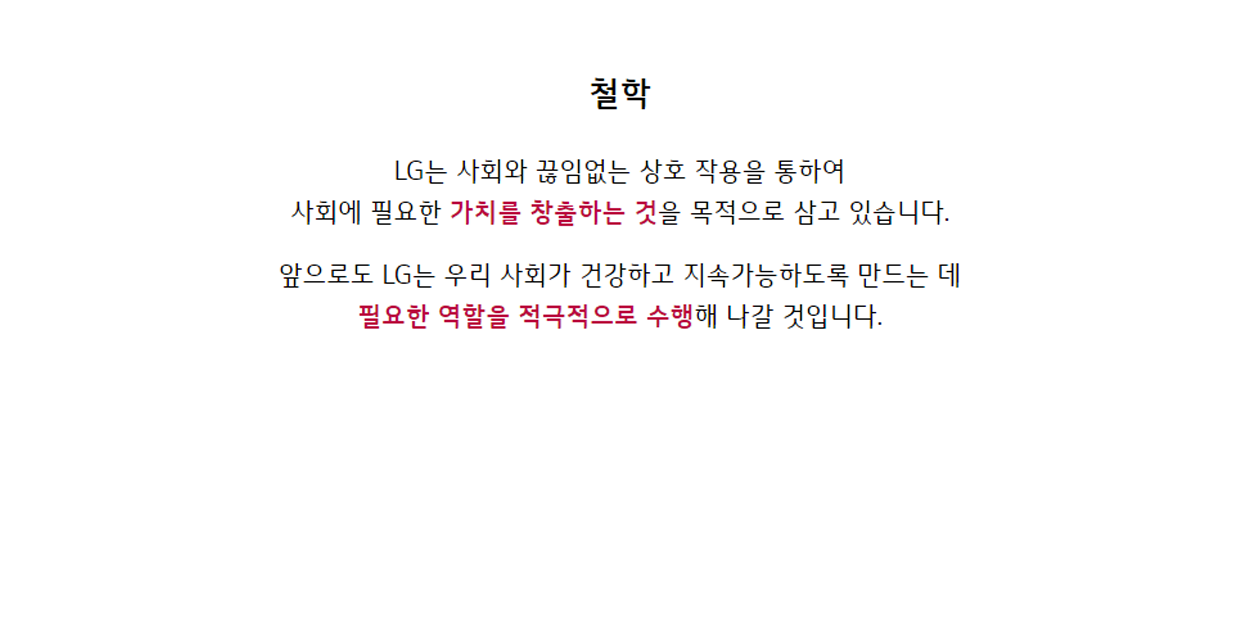 철학
LG는 사회와 끊임없는 상호 작용을 통하여
사회에 필요한 가치를 창출하는 것을 목적으로 삼고 있습니다.
앞으로도 LG는 우리 사회가 건강하고 지속가능하도록 만드는 데
필요한 역할을 적극적으로 수행해 나갈 것입니다.